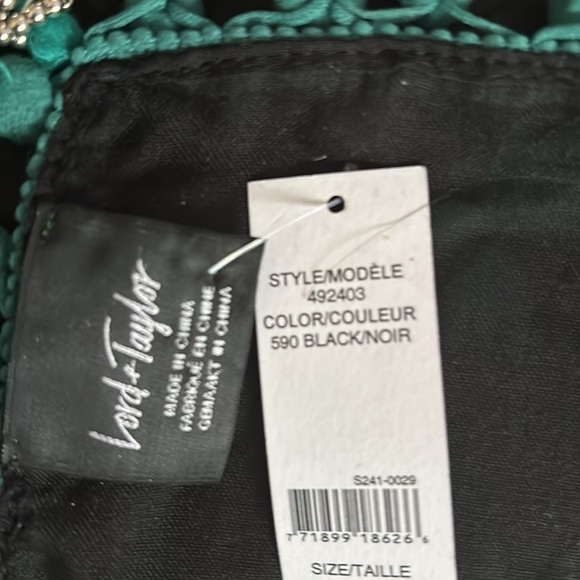 Lord + Taylor
MADE IN CHINA
FABRIQUÉ EN CHINE
GEMAAKT IN CHINA
STYLE/MODÈLE
492403
COLOR/COULEUR
590 BLACK/NOIR
S241-0029
7 71899 18626 6
SIZE/TAILLE